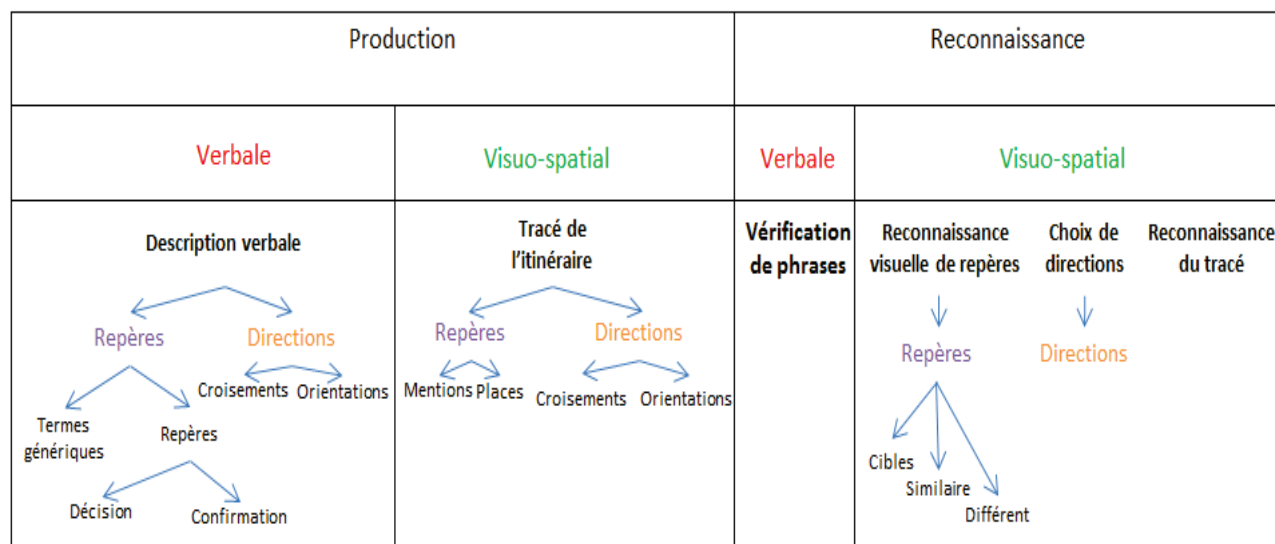 Production
Reconnaissance
Verbale
Visuo-spatial
Verbale
Visuo-spatial
Description verbale
Repères
Directions
Croisements
Orientations
Termes
génériques
Repères
Décision
Confirmation
Tracé de
l'itinéraire
Repères
Directions
Mentions
Places
Croisements
Orientations
Vérification
de phrases
Reconnaissance
visuelle de repères
Repères
Cibles
Similaire
Différent
Choix de
directions
Directions
Reconnaissance
du tracé